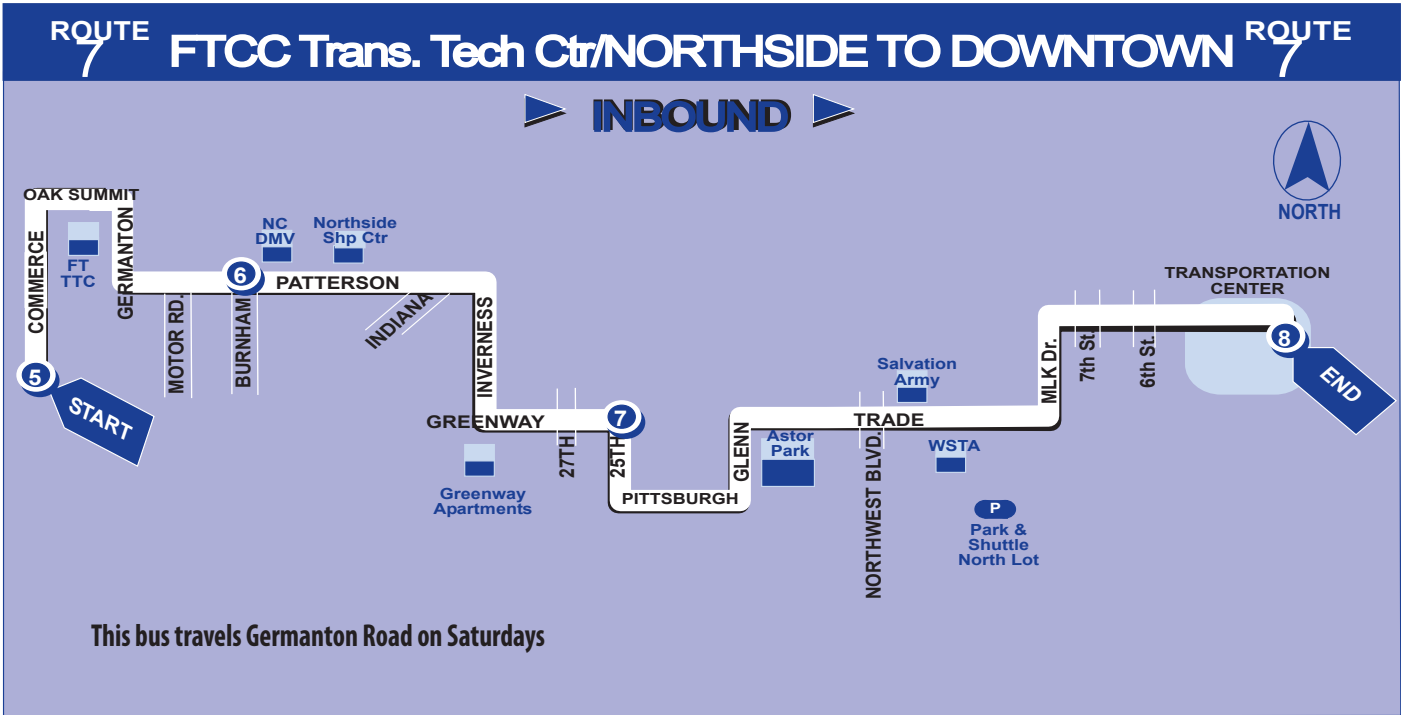 ROUTE
7
FTCC Trans. Tech Ctr/NORTHSIDE TO DOWNTOWN
ROUTE
7
INBOUND
NORTH
OAK SUMMIT
COMMERCE
FT
TTC
GERMANTON
MOTOR RD.
6
BURNHAM
NC
DMV
Northside
Shp Ctr
PATTERSON
INDIANA
INVERNESS
5
START
GREENWAY
Greenway
Apartments
27TH
7
25TH
PITTSBURGH
GLENN
Astor
Park
TRADE
NORTHWEST BLVD.
Salvation
Army
WSTA
P
Park &
Shuttle
North Lot
MLK Dr.
7th St.
6th St.
TRANSPORTATION
CENTER
8
END
This bus travels Germanton Road on Saturdays